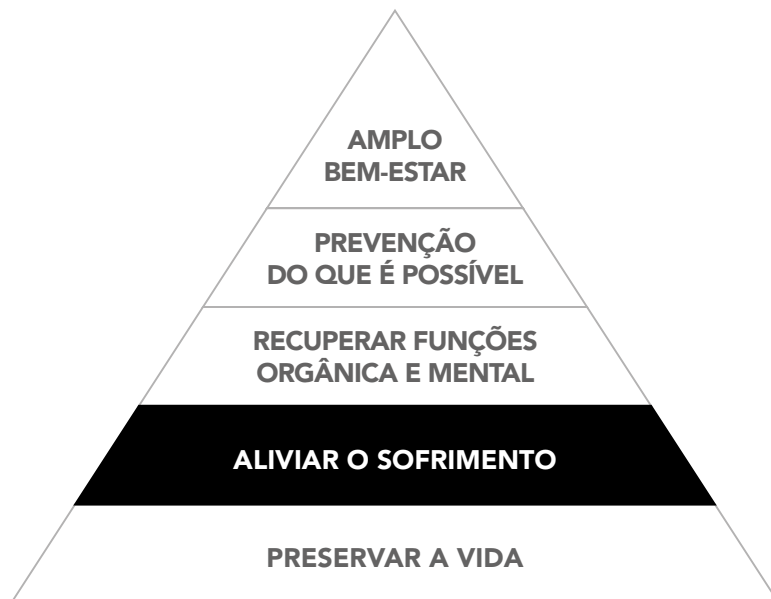 AMPLO
BEM-ESTAR
PREVENÇÃO
DO QUE É POSSÍVEL
RECUPERAR FUNÇÕES
ORGÂNICA E MENTAL
ALIVIAR O SOFRIMENTO
PRESERVAR A VIDA